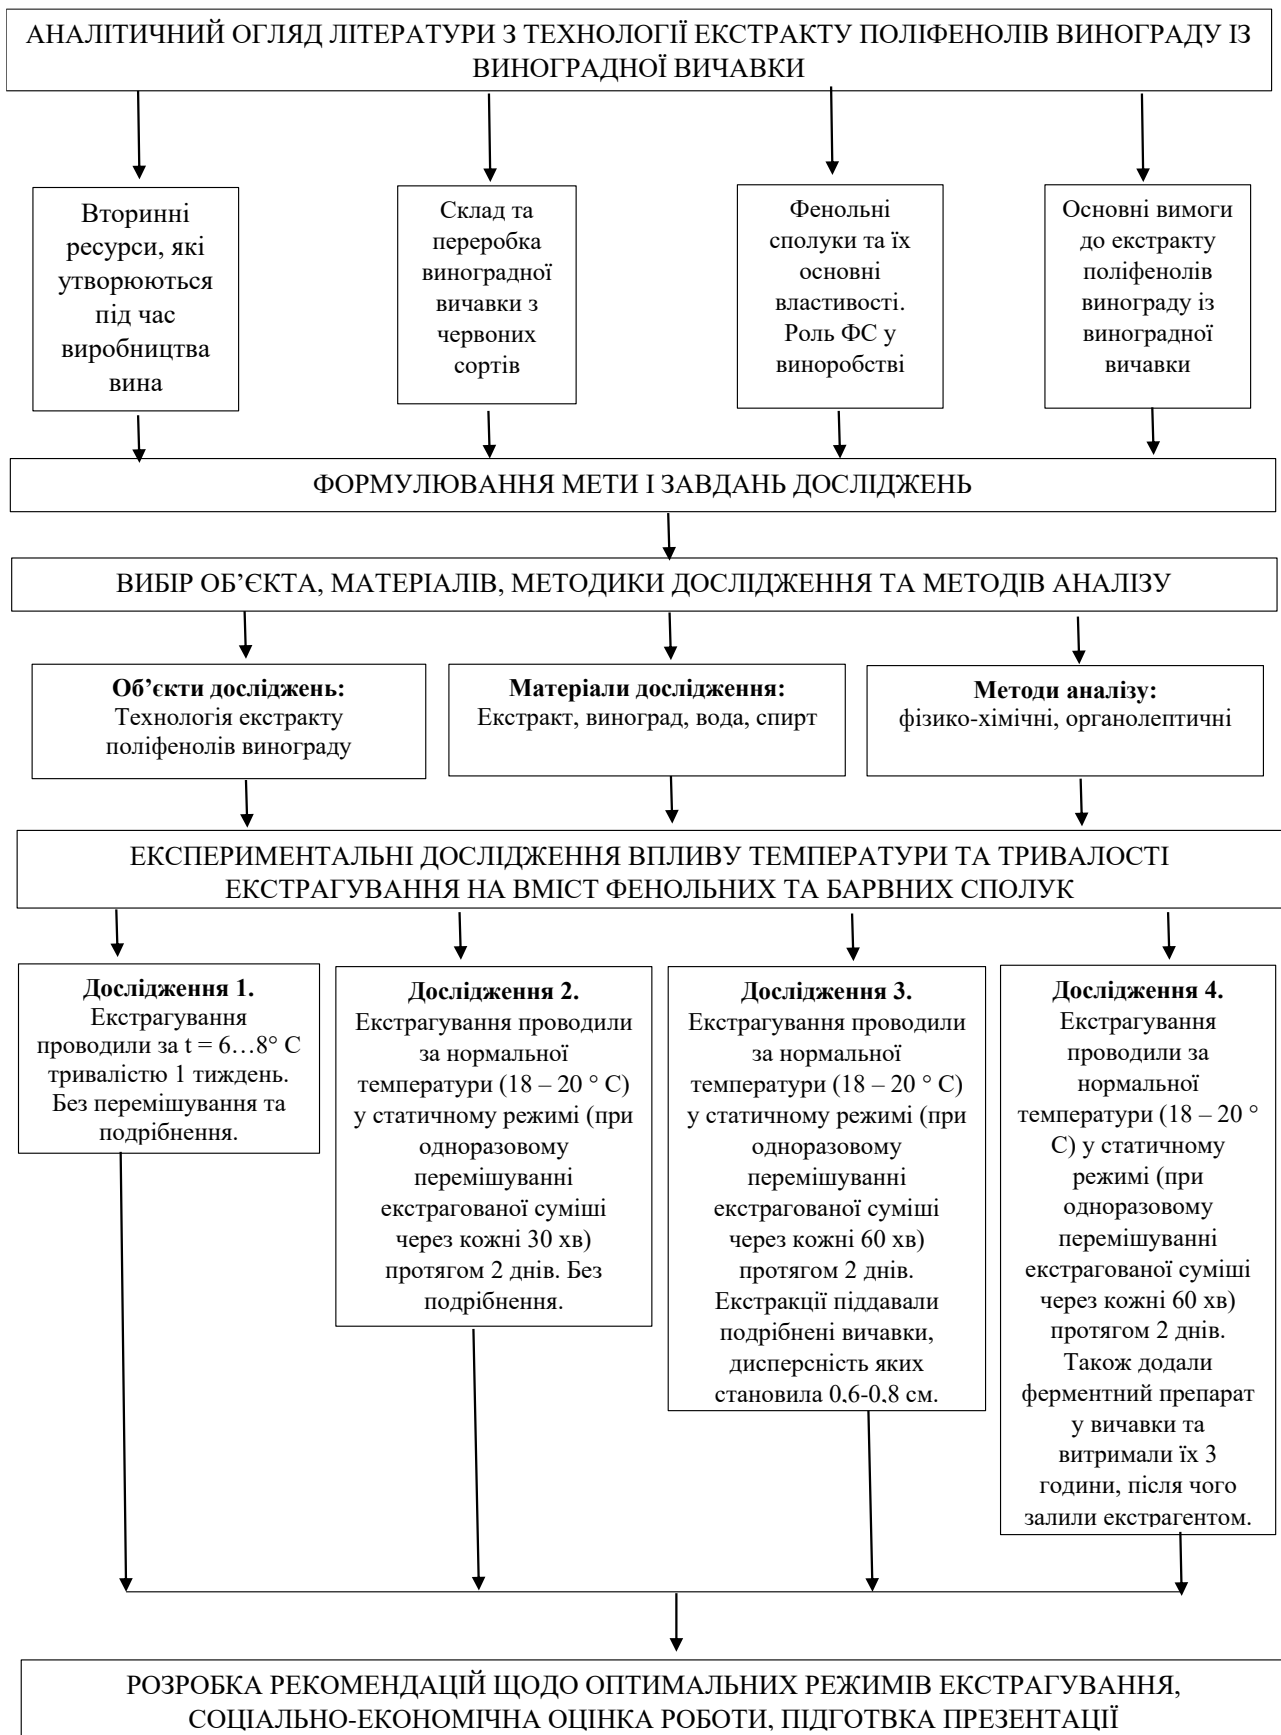 АНАЛІТИЧНИЙ ОГЛЯД ЛІТЕРАТУРИ З ТЕХНОЛОГІЇ ЕКСТРАКТУ ПОЛІФЕНОЛІВ ВИНОГРАДУ ІЗ
ВИНОГРАДНОЇ ВИЧАВКИ
Вторинні
ресурси, які
утворюються
під час
виробництва
вина
Склад та
переробка
виноградної
вичавки з
червоних
сортів
Фенольні
сполуки та їх
основні
властивості.
Роль ФС у
виноробстві
Основні вимоги
до екстракту
поліфенолів
винограду із
виноградної
вичавки
ФОРМУЛЮВАННЯ МЕТИ І ЗАВДАНЬ ДОСЛІДЖЕНЬ
ВИБІР ОБ’ЄКТА, МАТЕРІАЛІВ, МЕТОДИКИ ДОСЛІДЖЕННЯ ТА МЕТОДІВ АНАЛІЗУ
Об’єкти досліджень:
Технологія екстракту
поліфенолів винограду
Матеріали дослідження:
Екстракт, виноград, вода, спирт
Методи аналізу:
фізико-хімічні, органолептичні
ЕКСПЕРИМЕНТАЛЬНІ ДОСЛІДЖЕННЯ ВПЛИВУ ТЕМПЕРАТУРИ ТА ТРИВАЛОСТІ
ЕКСТРАГУВАННЯ НА ВМІСТ ФЕНОЛЬНИХ ТА БАРВНИХ СПОЛУК
Дослідження 1.
Екстрагування
проводили за t = 6…8° С
тривалістю 1 тиждень.
Без перемішування та
подрібнення.
Дослідження 2.
Екстрагування проводили
за нормальної
температури (18 – 20 ° С)
у статичному режимі (при
одноразовому
перемішуванні
екстрагованої суміші
через кожні 30 хв)
протягом 2 днів. Без
подрібнення.
Дослідження 3.
Екстрагування проводили
за нормальної
температури (18 – 20 ° С)
у статичному режимі (при
одноразовому
перемішуванні
екстрагованої суміші
через кожні 60 хв)
протягом 2 днів.
Екстракції піддавали
подрібнені вичавки,
дисперсність яких
становила 0,6-0,8 см.
Дослідження 4.
Екстрагування
проводили за
нормальної
температури (18 – 20 °
С) у статичному
режимі (при
одноразовому
перемішуванні
екстрагованої суміші
через кожні 60 хв)
протягом 2 днів.
Також додали
ферментний препарат
у вичавки та
витримали їх 3
години, після чого
залили екстрагентом.
РОЗРОБКА РЕКОМЕНДАЦІЙ ЩОДО ОПТИМАЛЬНИХ РЕЖИМІВ ЕКСТРАГУВАННЯ,
СОЦІАЛЬНО-ЕКОНОМІЧНА ОЦІНКА РОБОТИ, ПІДГОТВКА ПРЕЗЕНТАЦІЇ